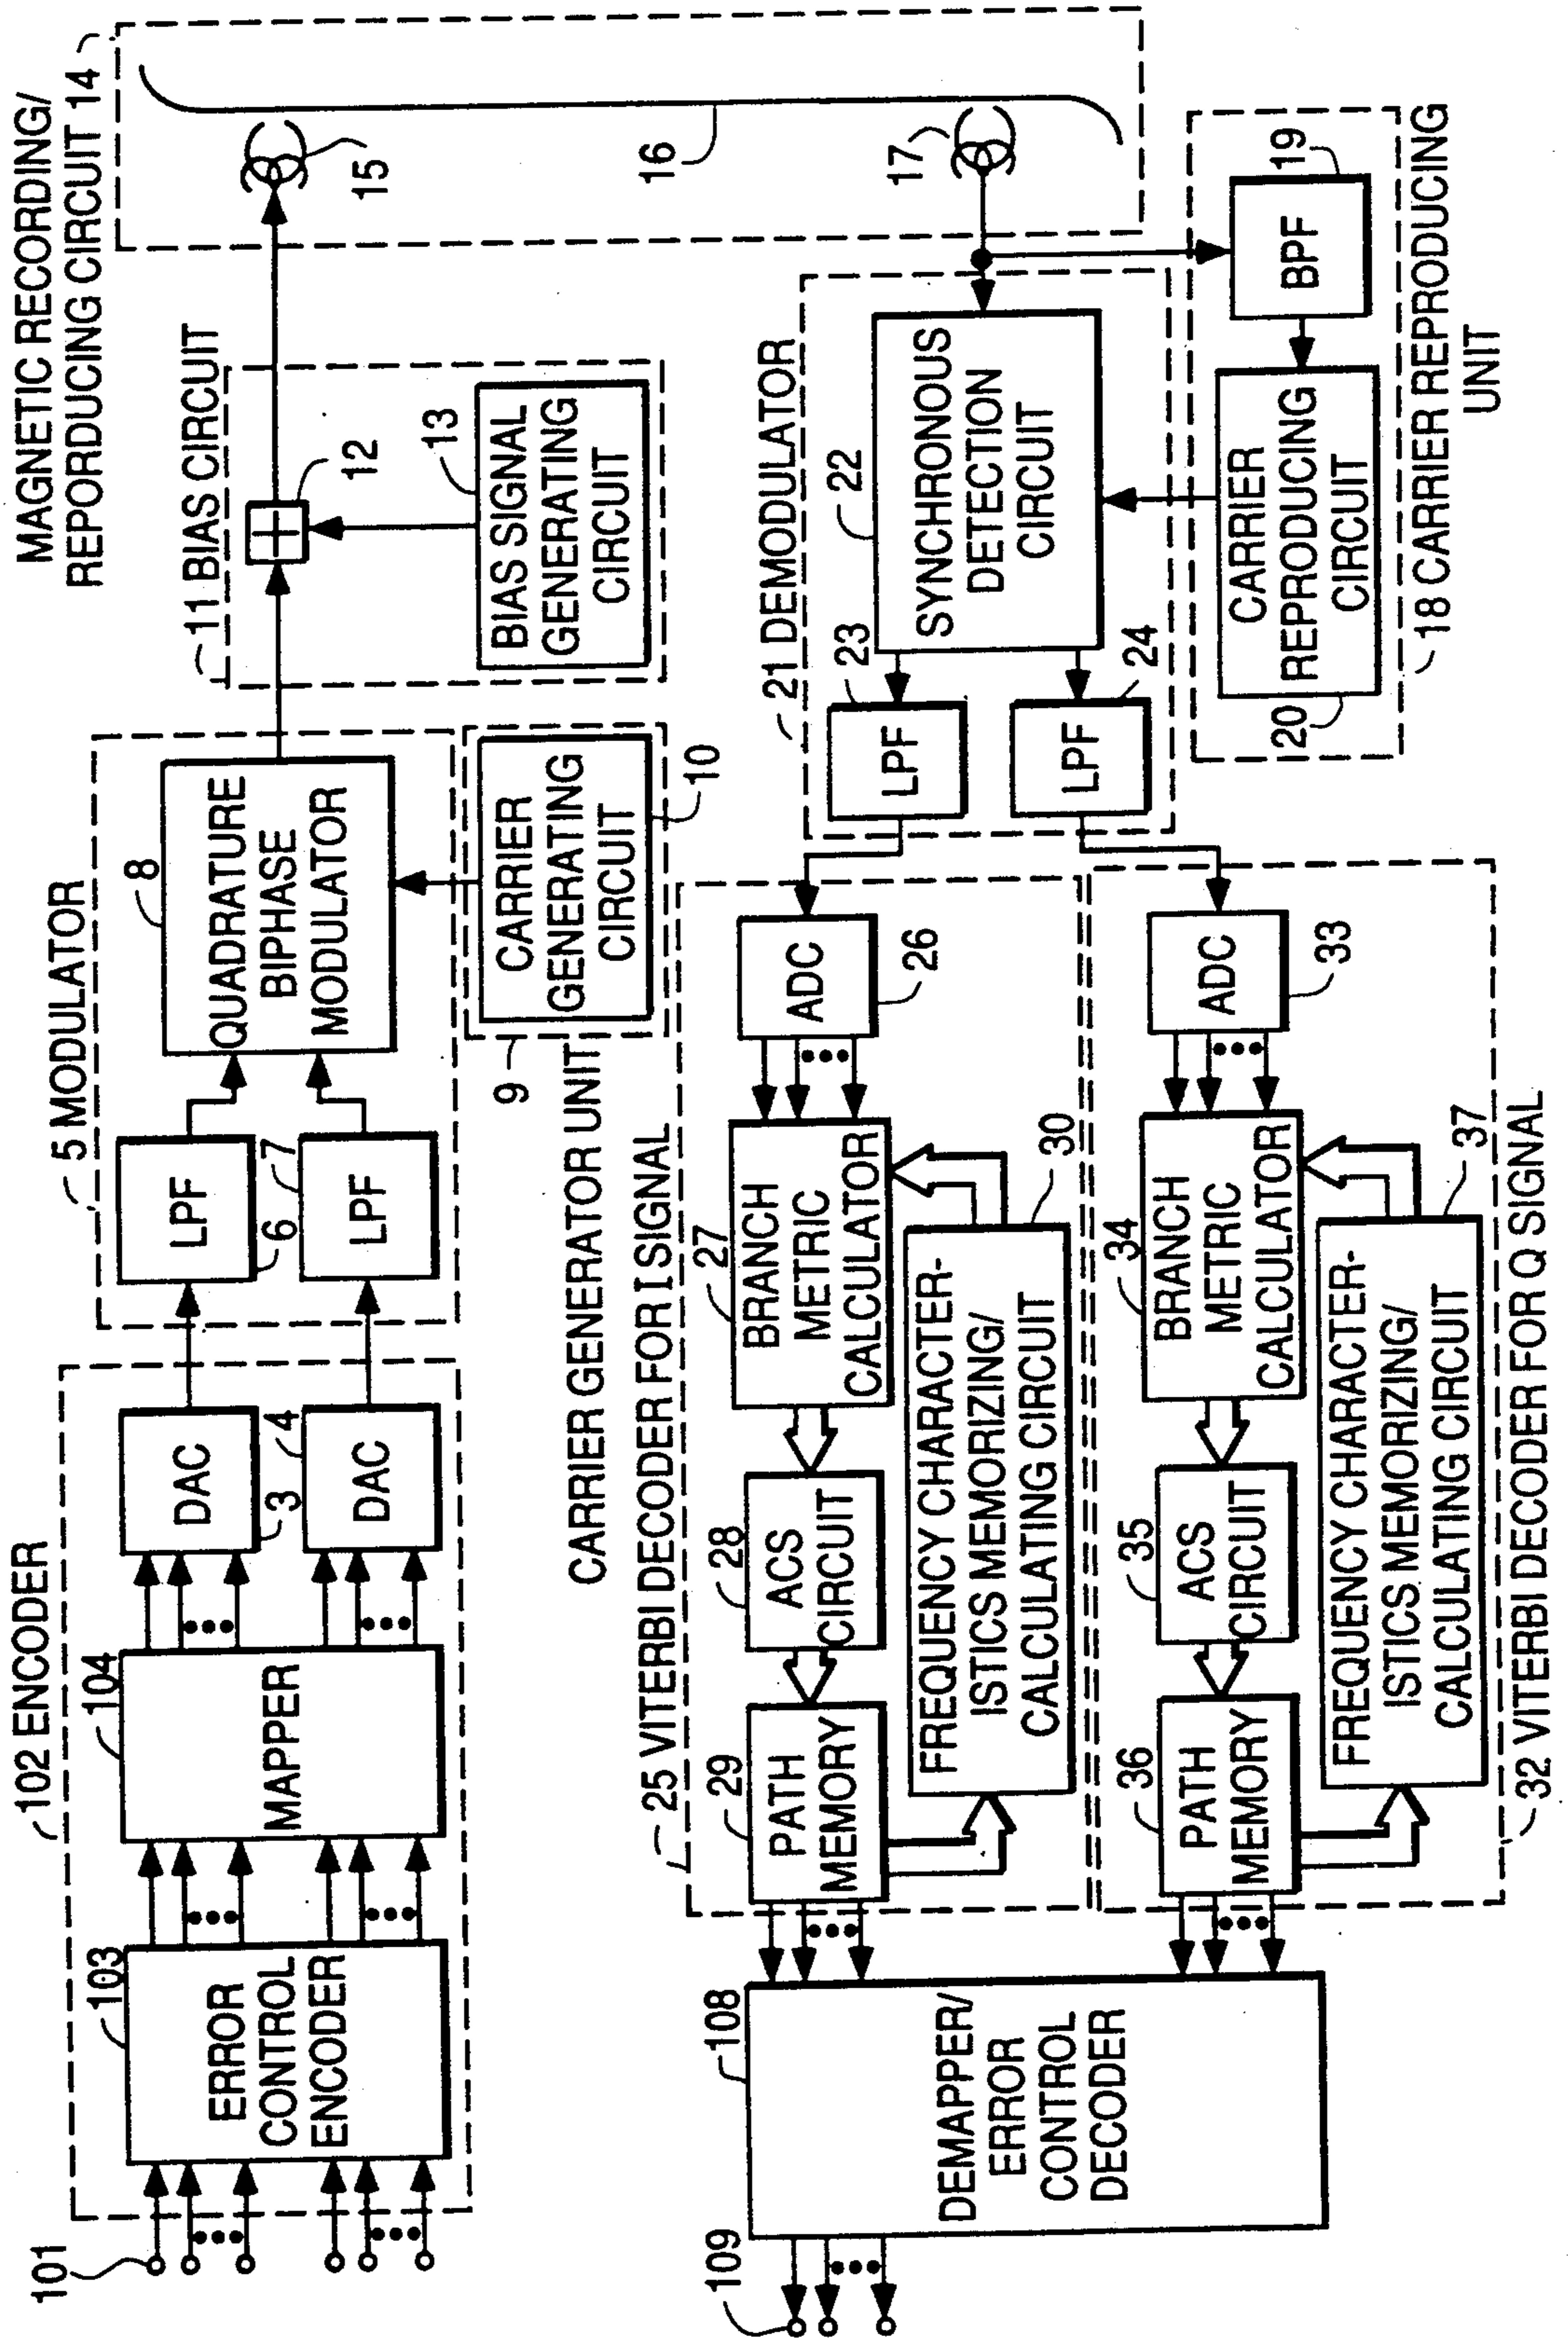 MAGNETIC RECORDING/
REPORDUCING CIRCUIT 14
102 ENCODER
5 MODULATOR
11 BIAS CIRCUIT
101
103
ERROR
CONTROL
ENCODER
104
MAPPER
DAC
3
4
DAC
LPF
6
7
LPF
8
QUADRATURE
BIPHASE
MODULATOR
12
13
BIAS SIGNAL
GENERATING
CIRCUIT
15
16
17
CARRIER
GENERATING
CIRCUIT
10
9
CARRIER GENERATOR UNIT
25 VITERBI DECODER FOR I SIGNAL
21 DEMODULATOR
109
108
DEMAPPER/
ERROR
CONTROL
DECODER
29
PATH
MEMORY
28
ACS
CIRCUIT
27
BRANCH
METRIC
CALCULATOR
ADC
26
FREQUENCY CHARACTER-
ISTICS MEMORIZING/
CALCULATING CIRCUIT
30
23
LPF
LPF
24
22
SYNCHRONOUS
DETECTION
CIRCUIT
36
PATH
MEMORY
35
ACS
CIRCUIT
34
BRANCH
METRIC
CALCULATOR
ADC
33
FREQUENCY CHARACTER-
ISTICS MEMORIZING/
CALCULATING CIRCUIT
37
32 VITERBI DECODER FOR Q SIGNAL
20
CARRIER
REPRODUCING
CIRCUIT
BPF
19
18 CARRIER REPRODUCING
UNIT